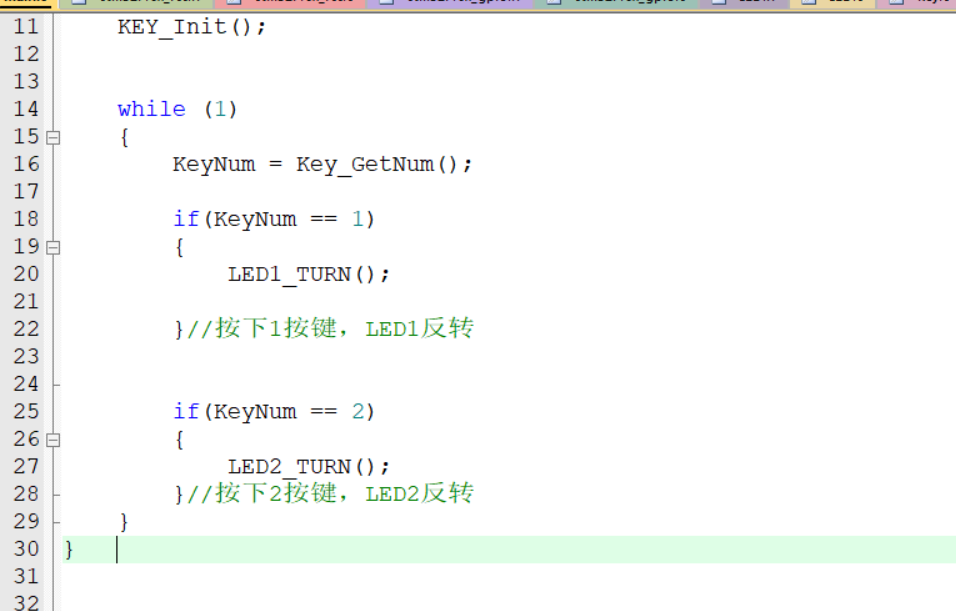 11 KEY_Init();
12
13
14 while (1)
15 {
16 KeyNum = Key_GetNum();
17
18 if(KeyNum == 1)
19 {
20 LED1_TURN();
21
22 }//按下1按键，LED1反转
23
24
25 if(KeyNum == 2)
26 {
27 LED2_TURN();
28 }//按下2按键，LED2反转
29 }
30 }
31
32